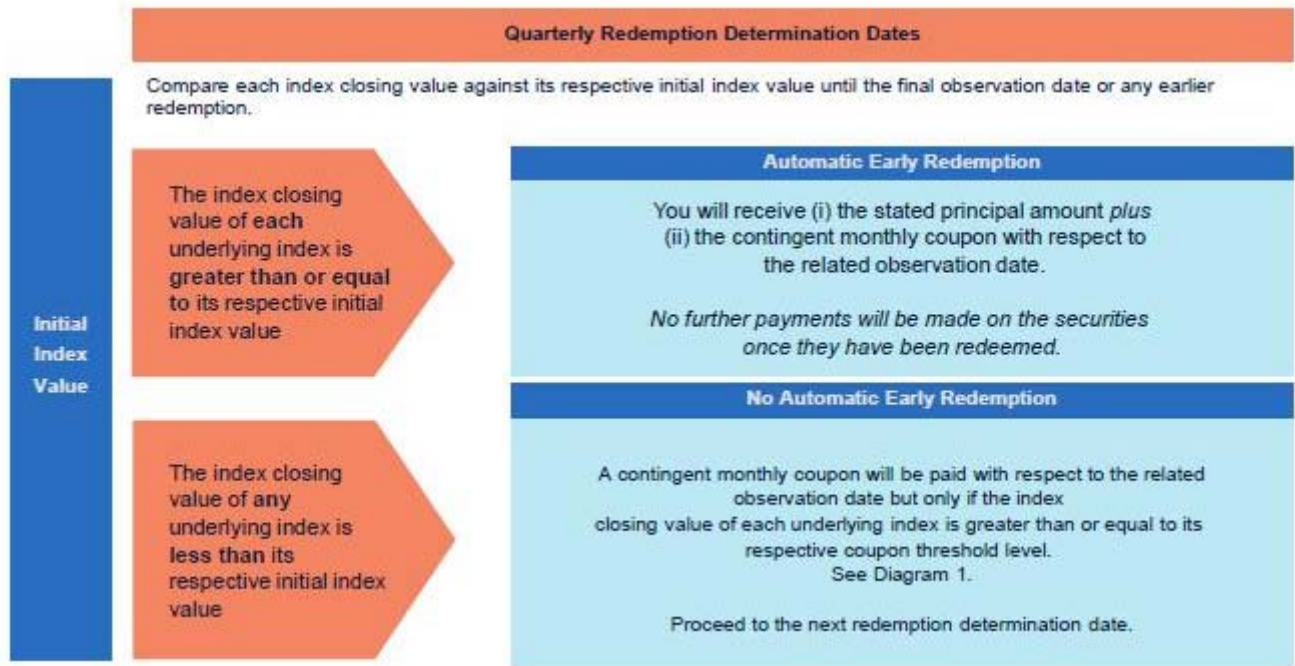 Quarterly Redemption Determination Dates
Compare each index closing value against its respective initial index value until the final observation date or any earlier
redemption.
Initial
Index
Value
The index closing
value of each
underlying index is
greater than or equal
to its respective initial
index value
Automatic Early Redemption
You will receive (i) the stated principal amount plus
(ii) the contingent monthly coupon with respect to
the related observation date.
No further payments will be made on the securities
once they have been redeemed.
The index closing
value of any
underlying index is
less than its
respective initial index
value
No Automatic Early Redemption
A contingent monthly coupon will be paid with respect to the related
observation date but only if the index
closing value of each underlying index is greater than or equal to its
respective coupon threshold level.
See Diagram 1.
Proceed to the next redemption determination date.